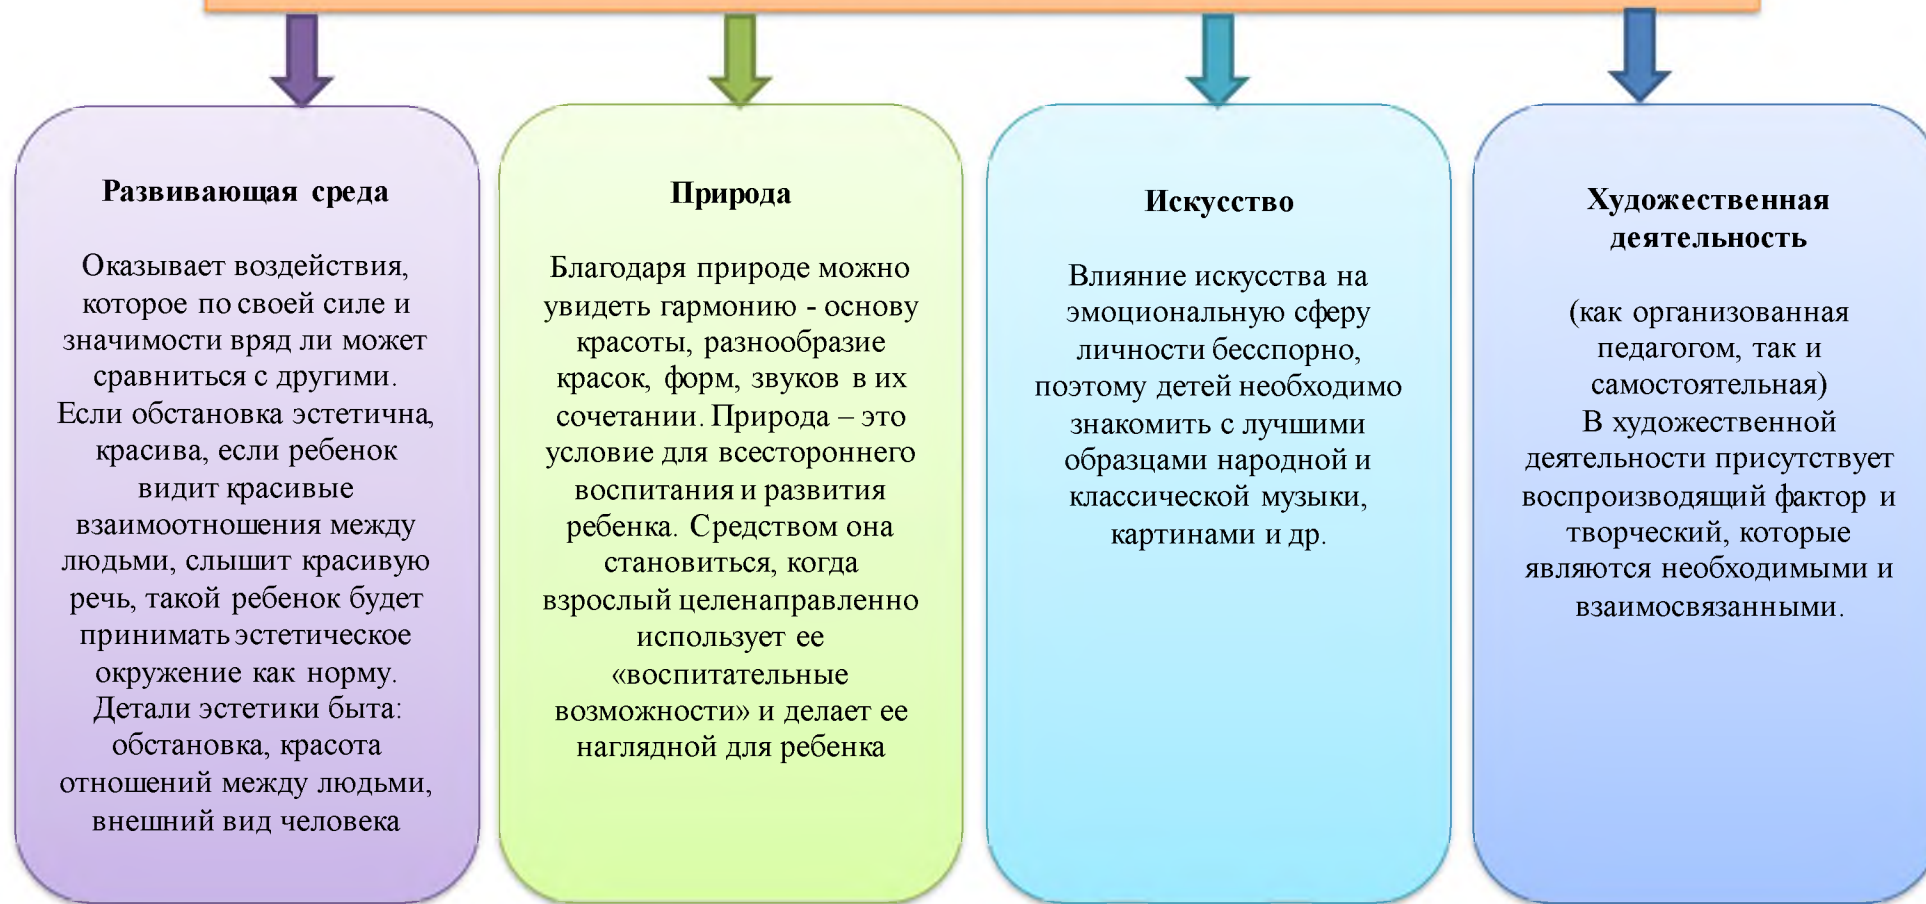 Развивающая среда
Оказывает воздействия,
которое по своей силе и
значимости вряд ли может
сравниться с другими.
Если обстановка эстетична,
красива, если ребенок
видит красивые
взаимоотношения между
людьми, слышит красивую
речь, такой ребенок будет
принимать эстетическое
окружение как норму.
Детали эстетики быта:
обстановка, красота
отношений между людьми,
внешний вид человека
Природа
Благодаря природе можно
увидеть гармонию - основу
красоты, разнообразие
красок, форм, звуков в их
сочетании. Природа – это
условие для всестороннего
воспитания и развития
ребенка. Средством она
становиться, когда
взрослый целенаправленно
использует ее
«воспитательные
возможности» и делает ее
наглядной для ребенка
Искусство
Влияние искусства на
эмоциональную сферу
личности бесспорно,
поэтому детей необходимо
знакомить с лучшими
образцами народной и
классической музыки,
картинами и др.
Художественная
деятельность
(как организованная
педагогом, так и
самостоятельная)
В художественной
деятельности присутствует
воспроизводящий фактор и
творческий, которые
являются необходимыми и
взаимосвязанными.